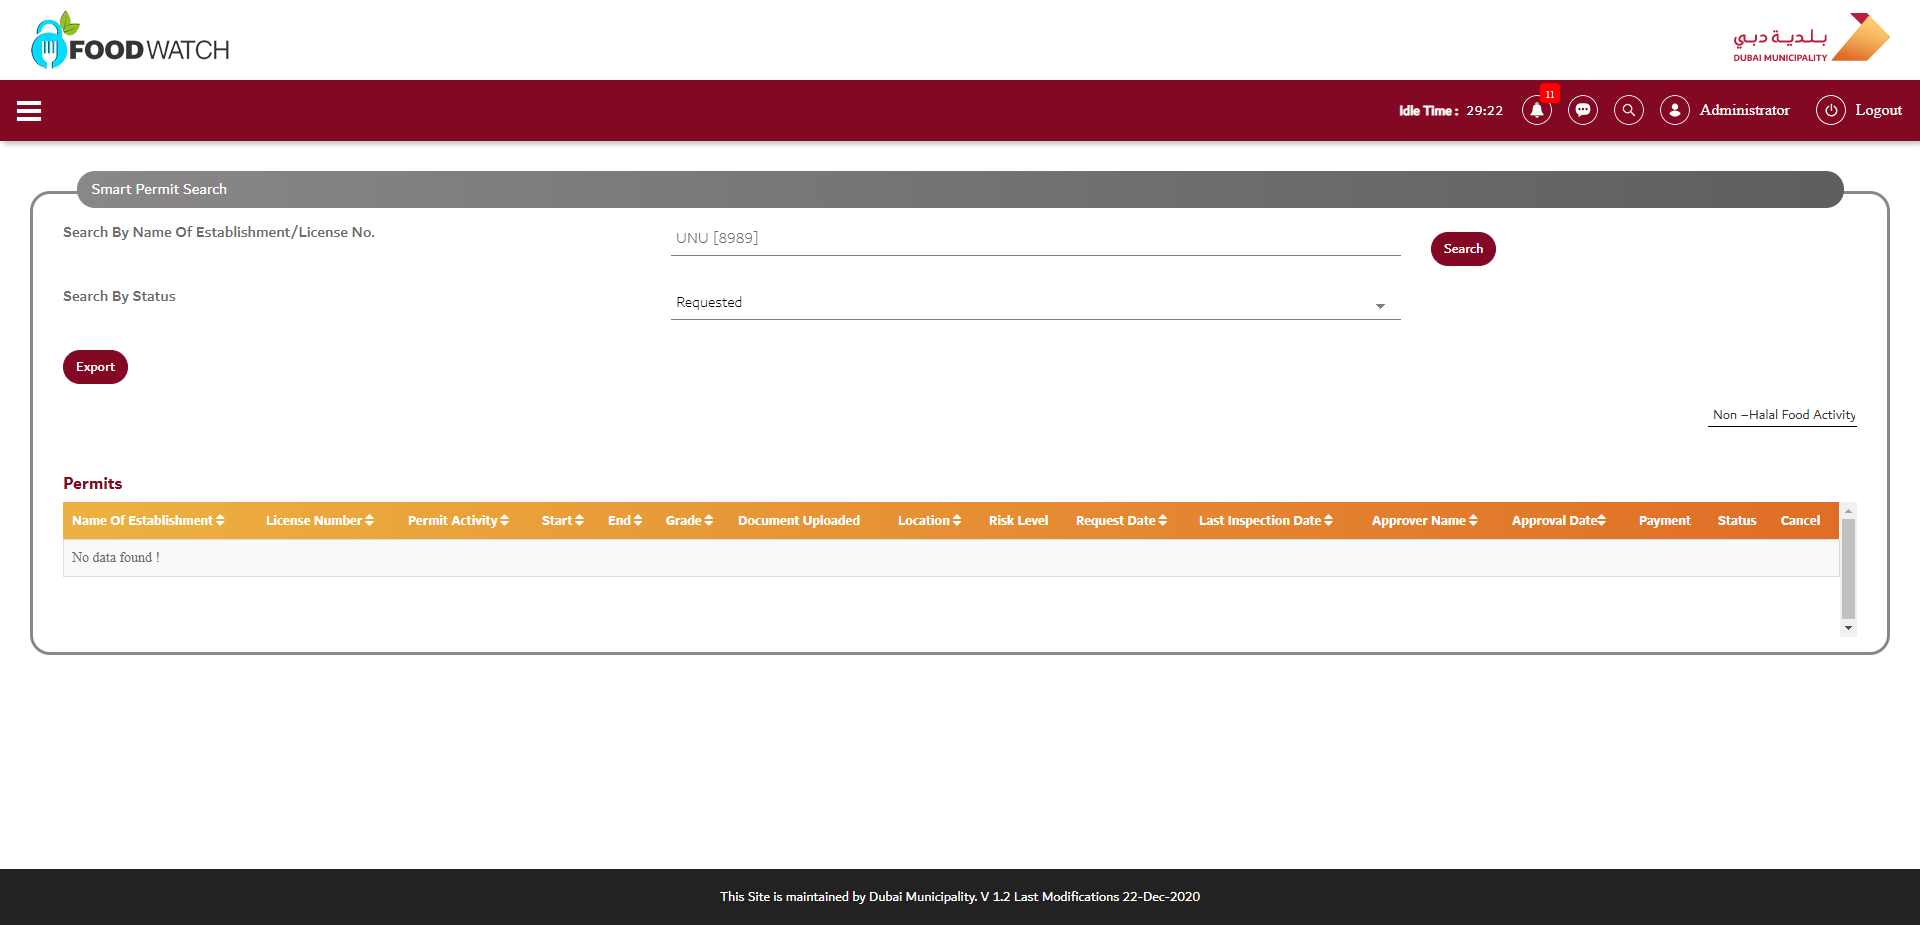 FOODWATCH
بلدية دبي
DUBAI MUNICIPALITY
Idle Time : 29:22
11
Administrator
Logout
Smart Permit Search
Search By Name Of Establishment/License No.
UNU [8989]
Search
Search By Status
Requested
Export
Non –Halal Food Activity
Permits
Name Of Establishment License Number Permit Activity Start End Grade Document Uploaded Location Risk Level Request Date Last Inspection Date Approver Name Approval Date Payment Status Cancel
No data found !
This Site is maintained by Dubai Municipality. V 1.2 Last Modifications 22-Dec-2020